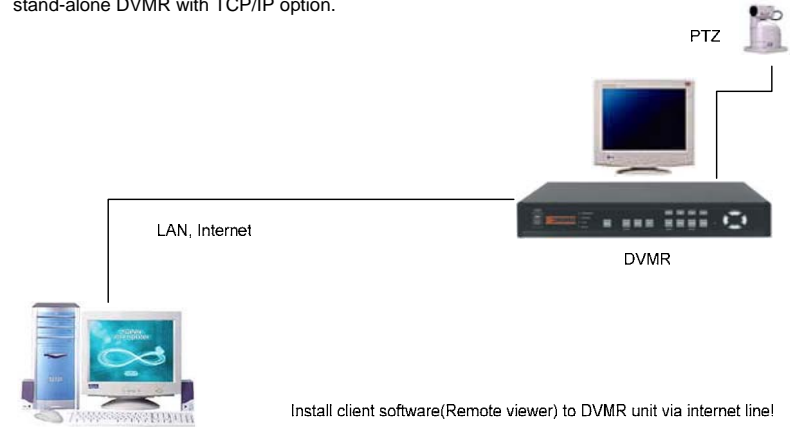 stand-alone DVMR with TCP/IP option.
PTZ
LAN, Internet
DVMR
Install client software(Remote viewer) to DVMR unit via internet line!